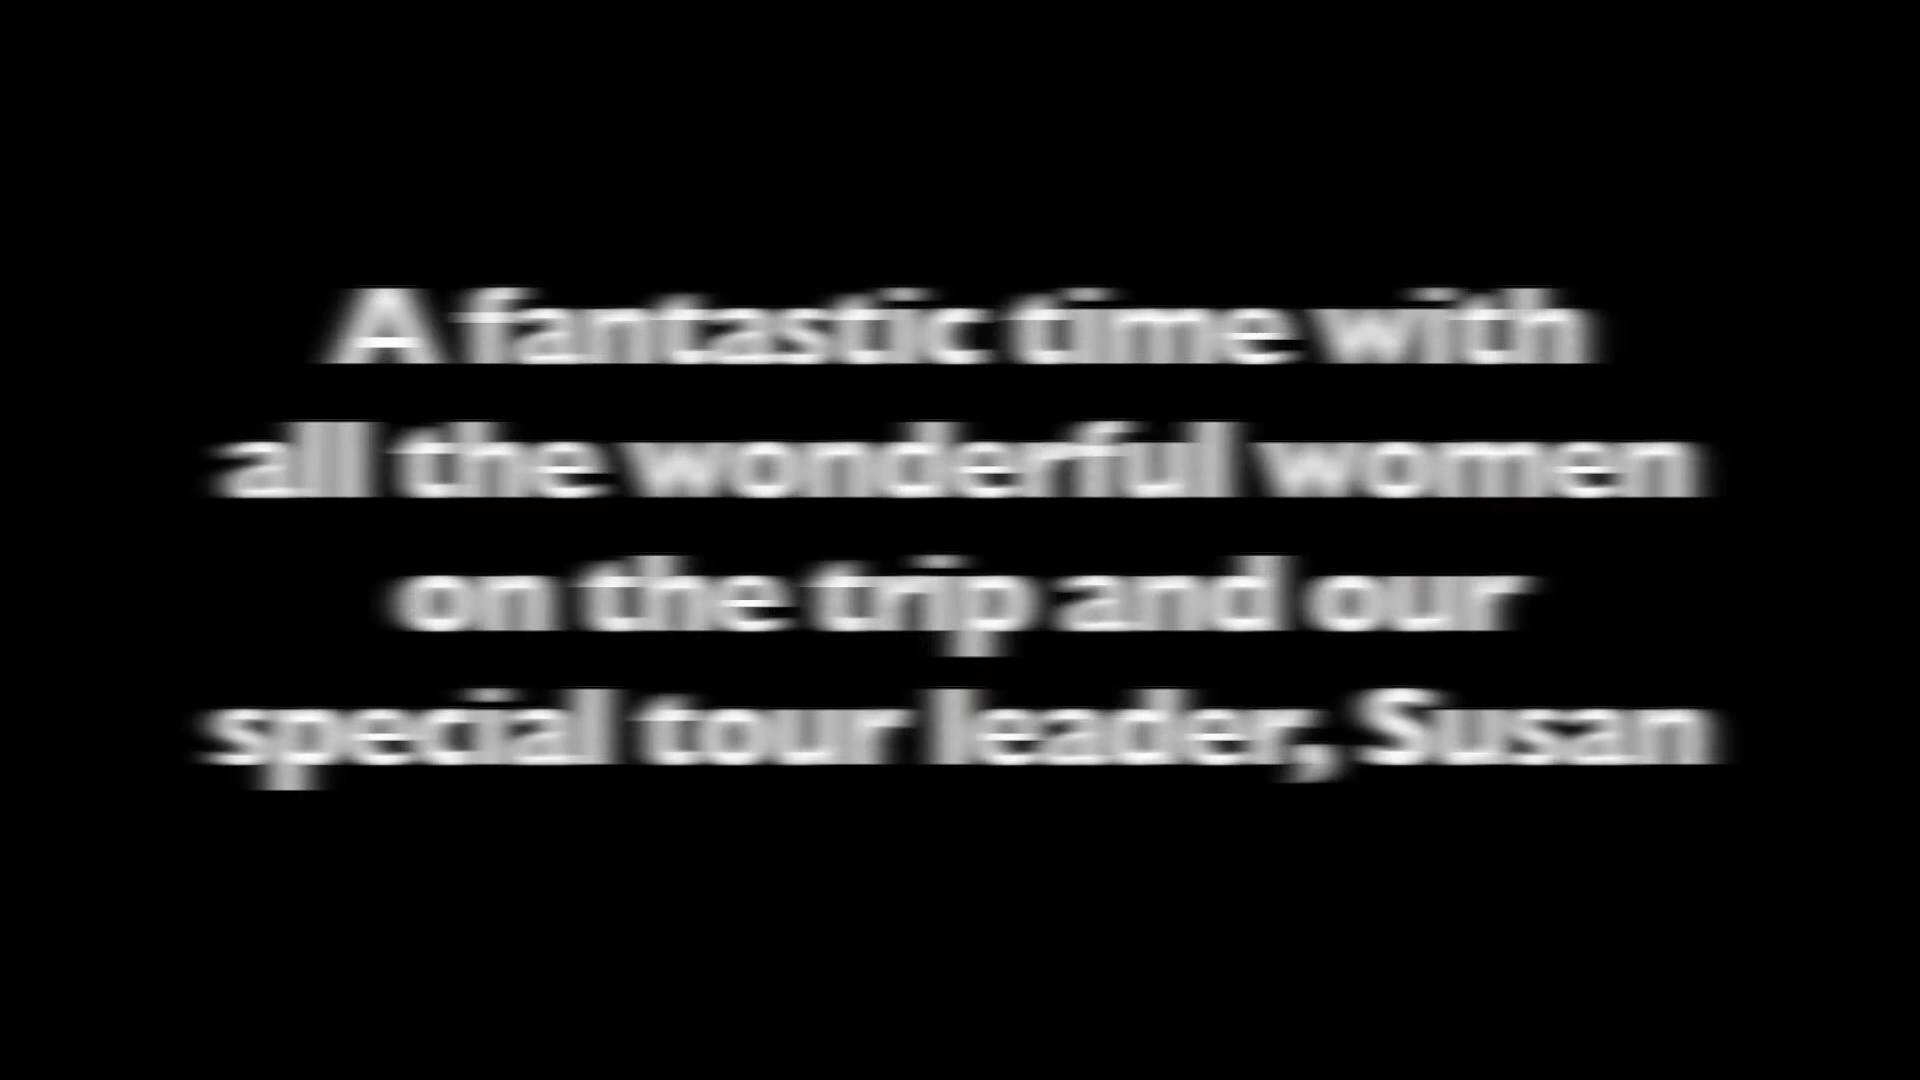 A fantastic time with
all the wonderful women
on the trip and our
special tour leader, Susan